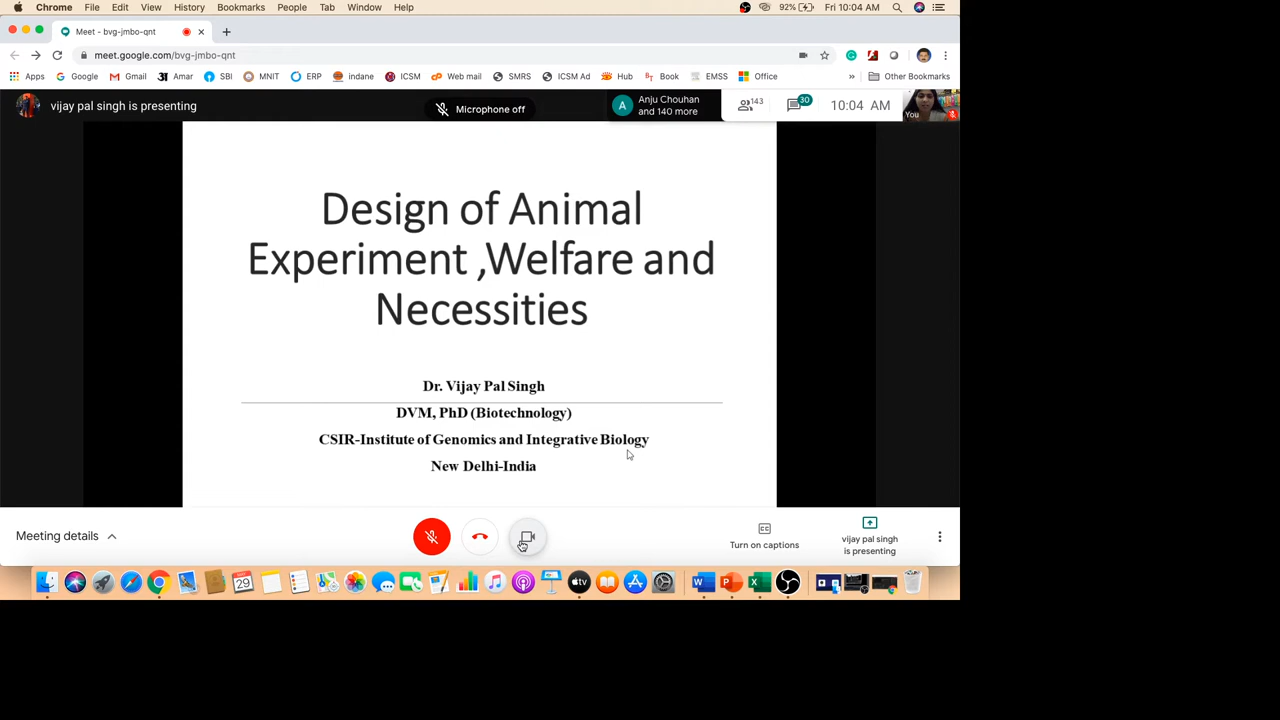 Chrome File Edit View History Bookmarks People Tab Window Help 92% Fri 10:04 AM
Meet - bvg-jmbo-qnt
meet.google.com/bvg-jmbo-qnt
Apps Google Gmail Amar SBI MNIT ERP indane ICSM Web mail SMRS ICSM Ad Hub Book EMSS Office » Other Bookmarks
vijay pal singh is presenting
Microphone off
A
Anju Chouhan
and 140 more
143
30
10:04 AM
You
Design of Animal
Experiment ,Welfare and
Necessities
Dr. Vijay Pal Singh
DVM, PhD (Biotechnology)
CSIR-Institute of Genomics and Integrative Biology
New Delhi-India
Meeting details
Turn on captions
vijay pal singh
is presenting
29
tv